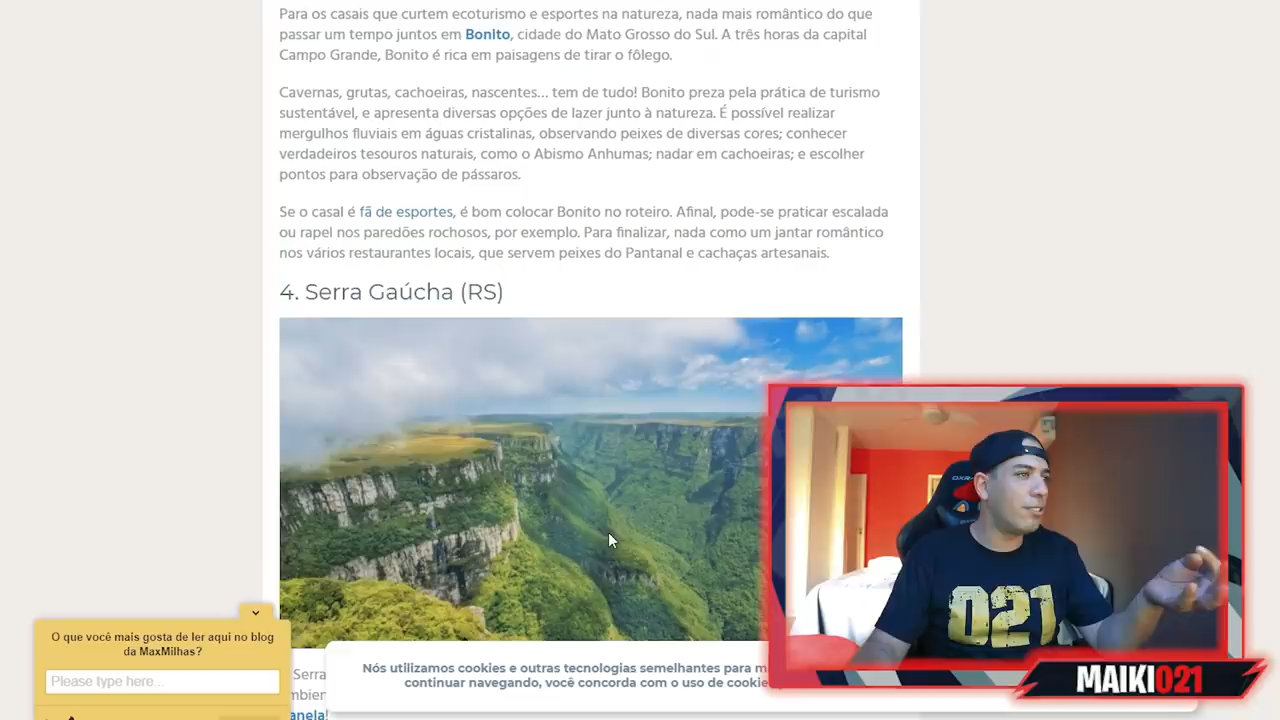 Para os casais que curtem ecoturismo e esportes na natureza, nada mais romântico do que
passar um tempo juntos em Bonito, cidade do Mato Grosso do Sul. A três horas da capital
Campo Grande, Bonito é rica em paisagens de tirar o fôlego.
Cavernas, grutas, cachoeiras, nascentes... tem de tudo! Bonito preza pela prática de turismo
sustentável, e apresenta diversas opções de lazer junto à natureza. É possível realizar
mergulhos fluviais em águas cristalinas, observando peixes de diversas cores; conhecer
verdadeiros tesouros naturais, como o Abismo Anhumas; nadar em cachoeiras; e escolher
pontos para observação de pássaros.
Se o casal é fã de esportes, é bom colocar Bonito no roteiro. Afinal, pode-se praticar escalada
ou rapel nos paredões rochosos, por exemplo. Para finalizar, nada como um jantar romântico
nos vários restaurantes locais, que servem peixes do Pantanal e cachaças artesanais.
4. Serra Gaúcha (RS)
O que você mais gosta de ler aqui no blog
da MaxMilhas?
Please type here...
Serra
Nós utilizamos cookies e outras tecnologias semelhantes para
continuar navegando, você concorda com o uso de
021
MAIKI021